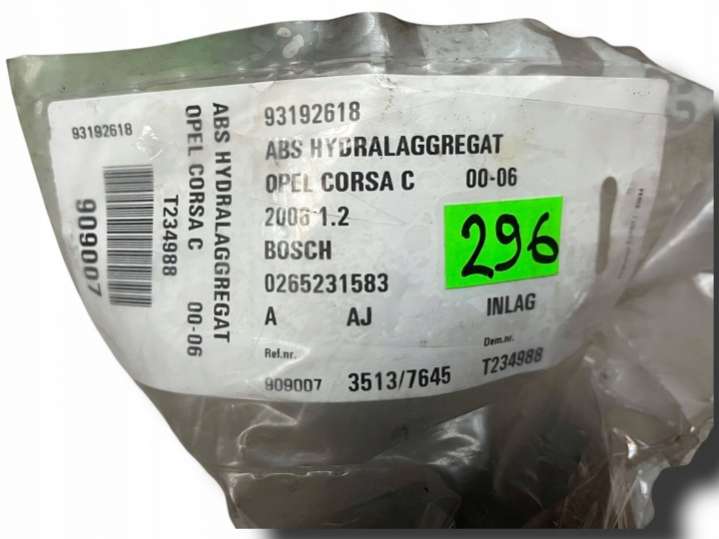 93192618
909007
T234988
OPEL CORSA C 00-06
ABS HYDRALAGGREGAT
93192618
ABS HYDRALAGGREGAT
OPEL CORSA C 00-06
2006 1.2
296
BOSCH
0265231583
A AJ INLAG
Ref.nr. Dem.nr.
909007 3513/7645 T234988